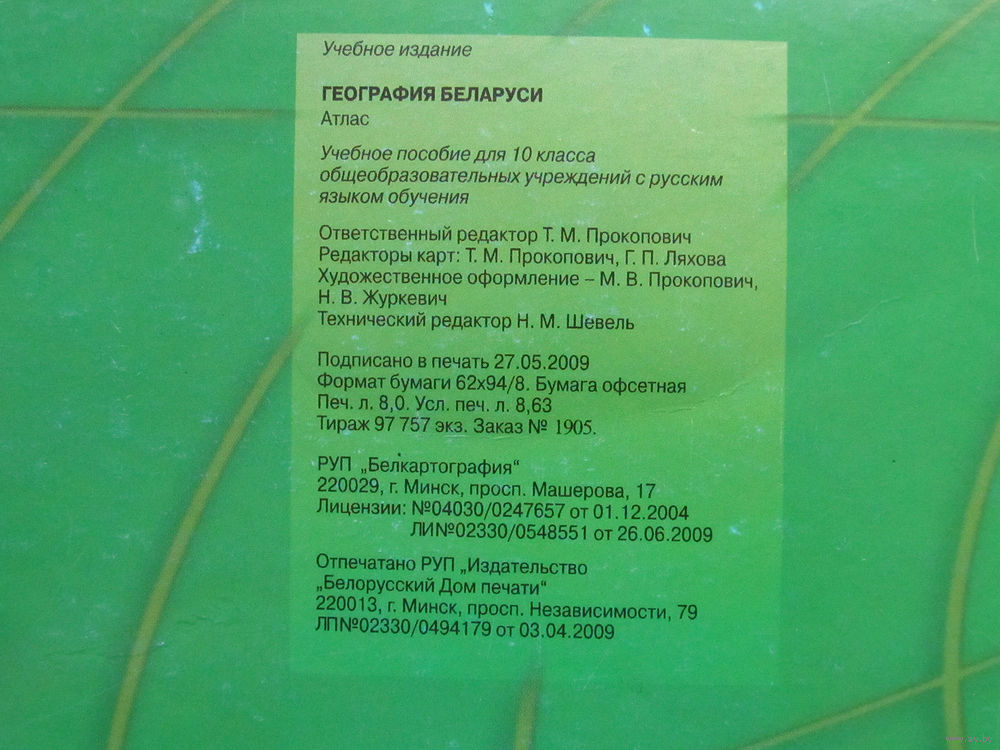 Учебное издание
ГЕОГРАФИЯ БЕЛАРУСИ
Атлас
Учебное пособие для 10 класса
общеобразовательных учреждений с русским
языком обучения
Ответственный редактор Т. М. Прокопович
Редакторы карт: Т. М. Прокопович, Г. П. Ляхова
Художественное оформление – М. В. Прокопович,
Н. В. Журкевич
Технический редактор Н. М. Шевель
Подписано в печать 27.05.2009
Формат бумаги 62х94/8. Бумага офсетная
Печ. л. 8,0. Усл. печ. л. 8,63
Тираж 97 757 экз. Заказ № 1905.
РУП „Белкартография“
220029, г. Минск, просп. Машерова, 17
Лицензии: №04030/0247657 от 01.12.2004
ЛИ№02330/0548551 от 26.06.2009
Отпечатано РУП „Издательство
„Белорусский Дом печати“
220013, г. Минск, просп. Независимости, 79
ЛП№02330/0494179 от 03.04.2009